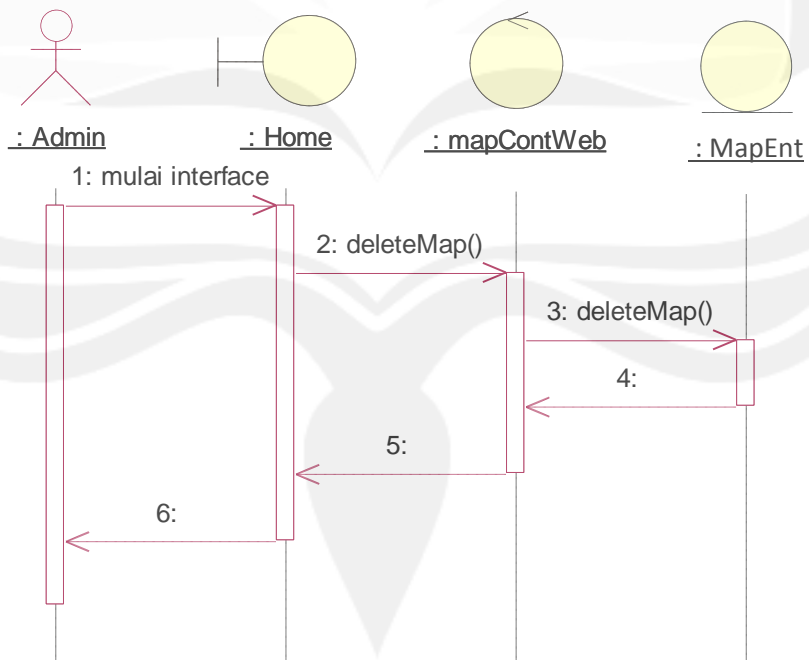 : Admin
: Home
: mapContWeb
: MapEnt
1: mulai interface
2: deleteMap()
3: deleteMap()
4:
5:
6: